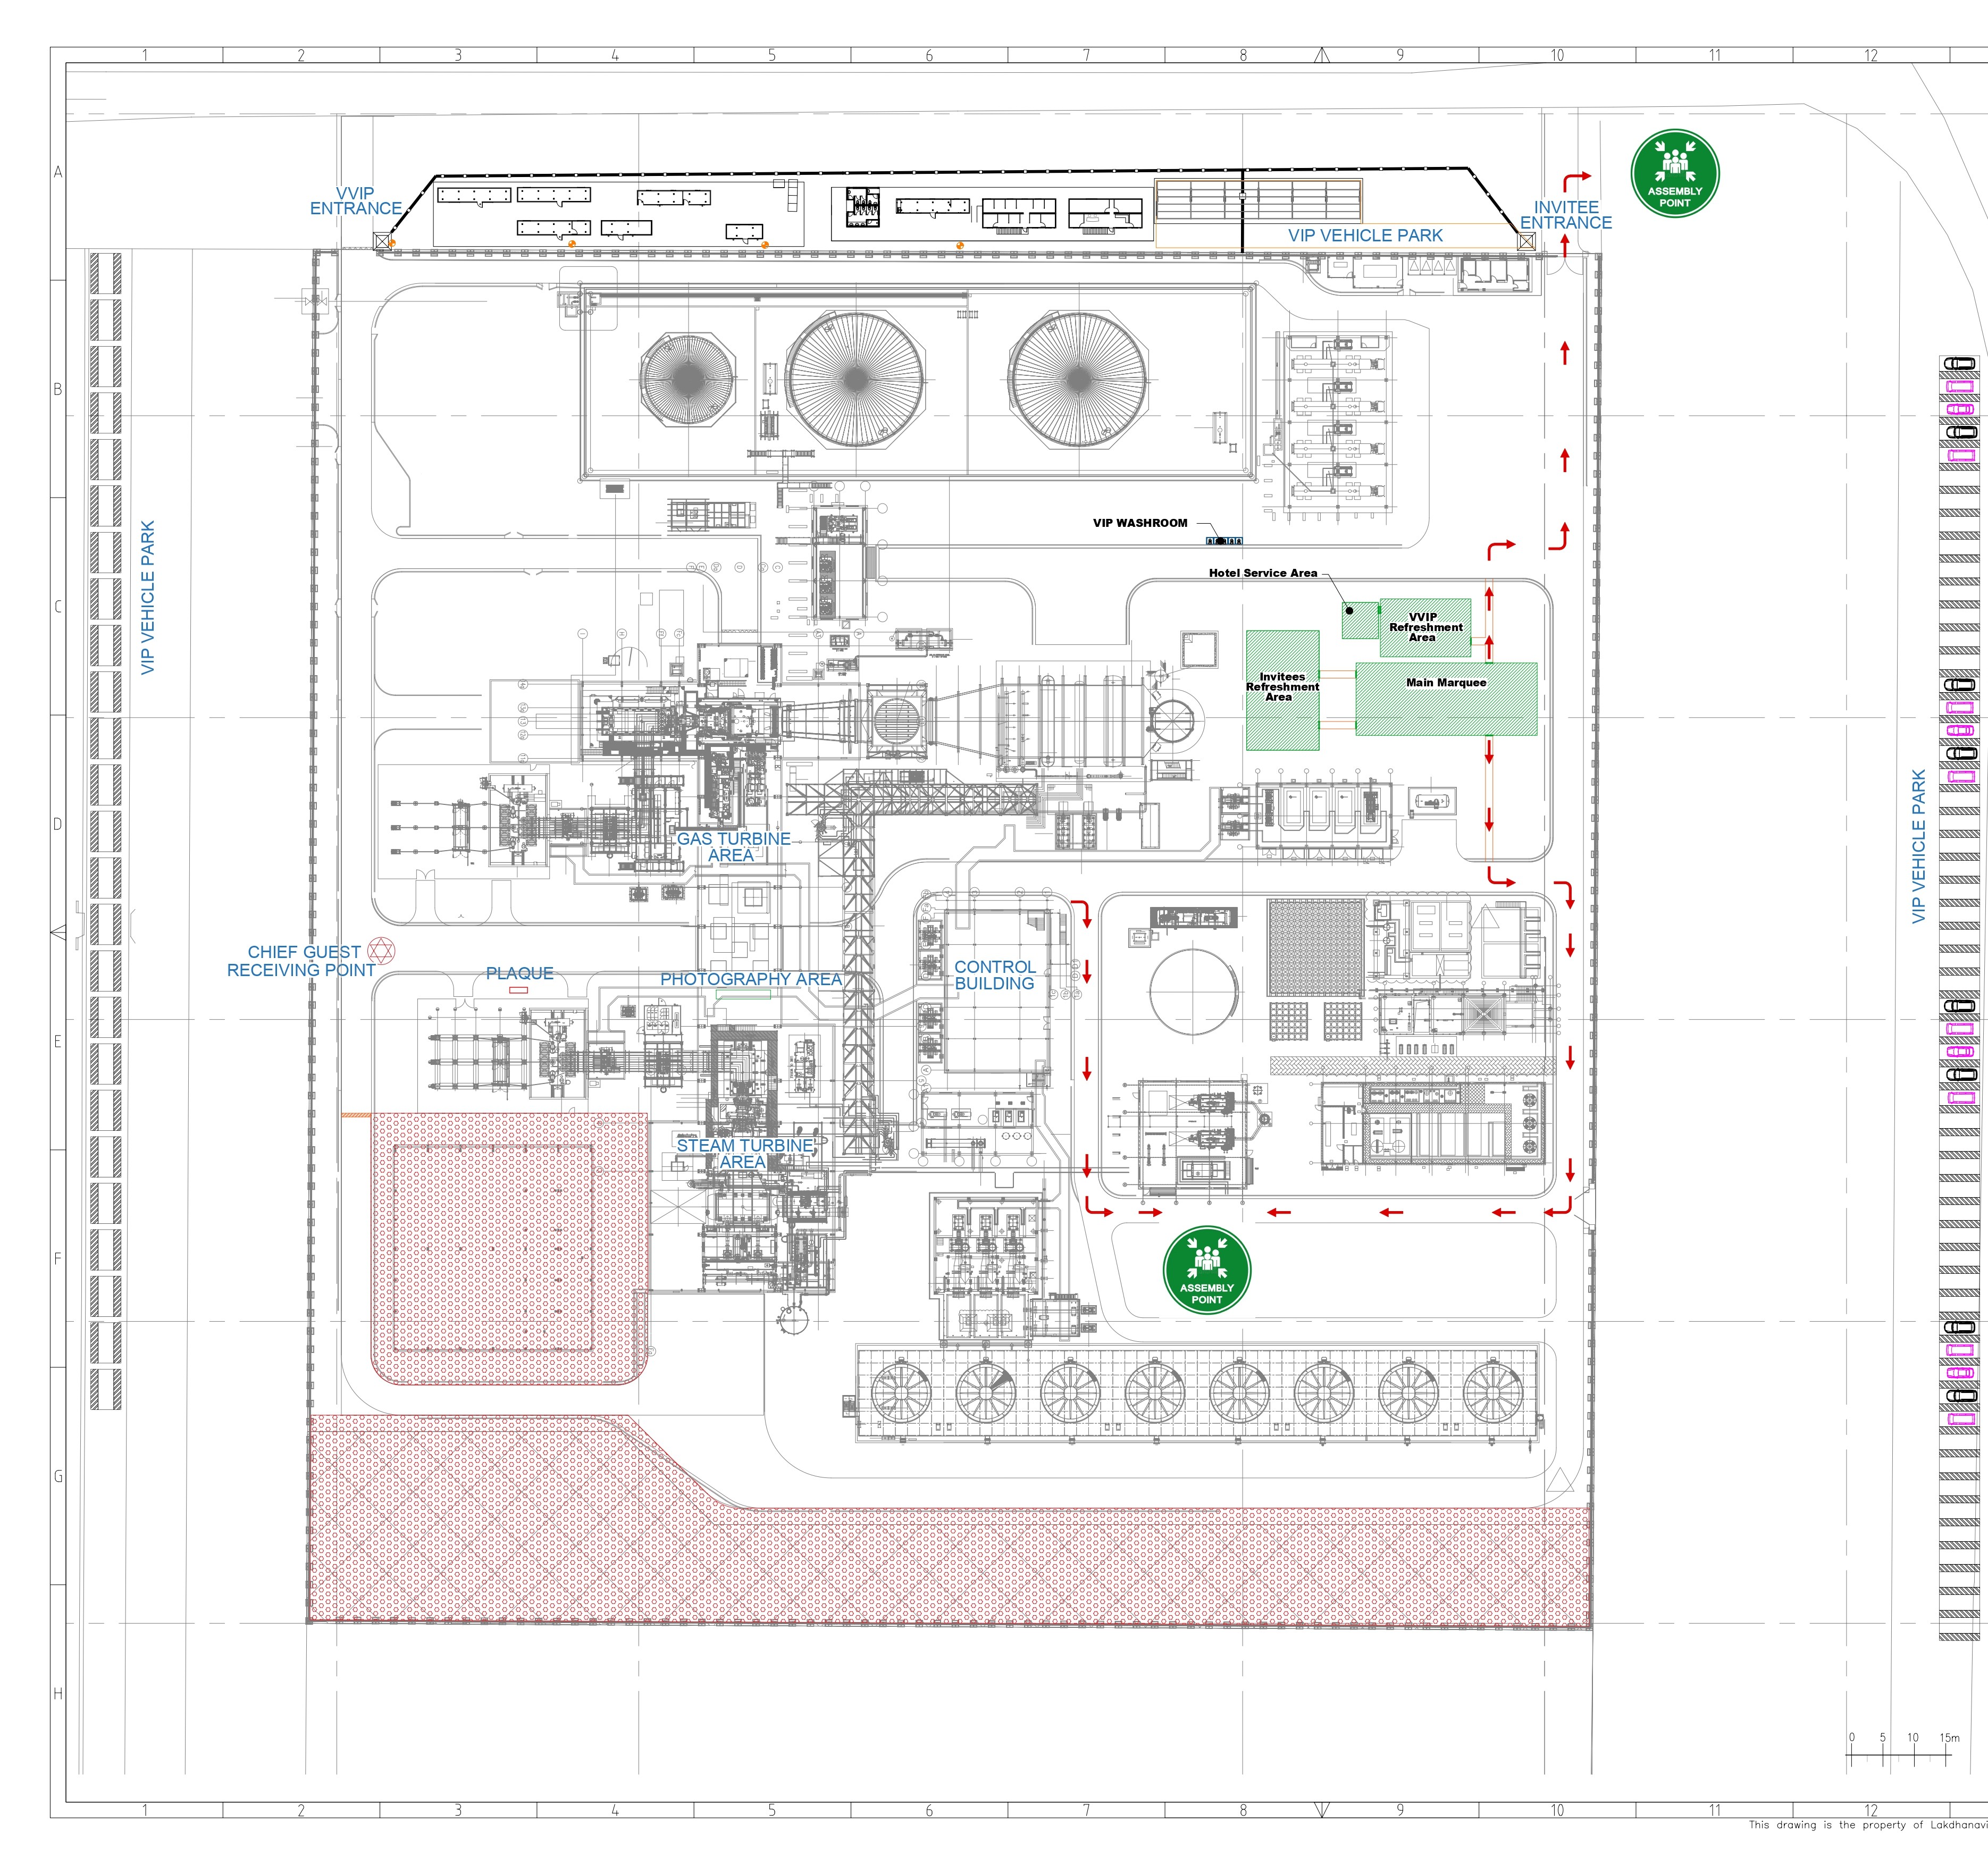 1 2 3 4 5 6 7 8 9 10 11 12
A
ASSEMBLY
POINT
VVIP
ENTRANCE
INVITEE
ENTRANCE
VIP VEHICLE PARK
B
VIP WASHROOM
VIP VEHICLE PARK
Hotel Service Area
C
VVIP
Refreshment
Area
Invitees
Refreshment
Area
Main Marquee
D
GAS TURBINE
AREA
VIP VEHICLE PARK
CHIEF GUEST
RECEIVING POINT
PLAQUE
PHOTOGRAPHY AREA
CONTROL
BUILDING
E
STEAM TURBINE
AREA
F
ASSEMBLY
POINT
G
H
0 5 10 15m
1 2 3 4 5 6 7 8 9 10 11 12
This drawing is the property of Lakdhanavi